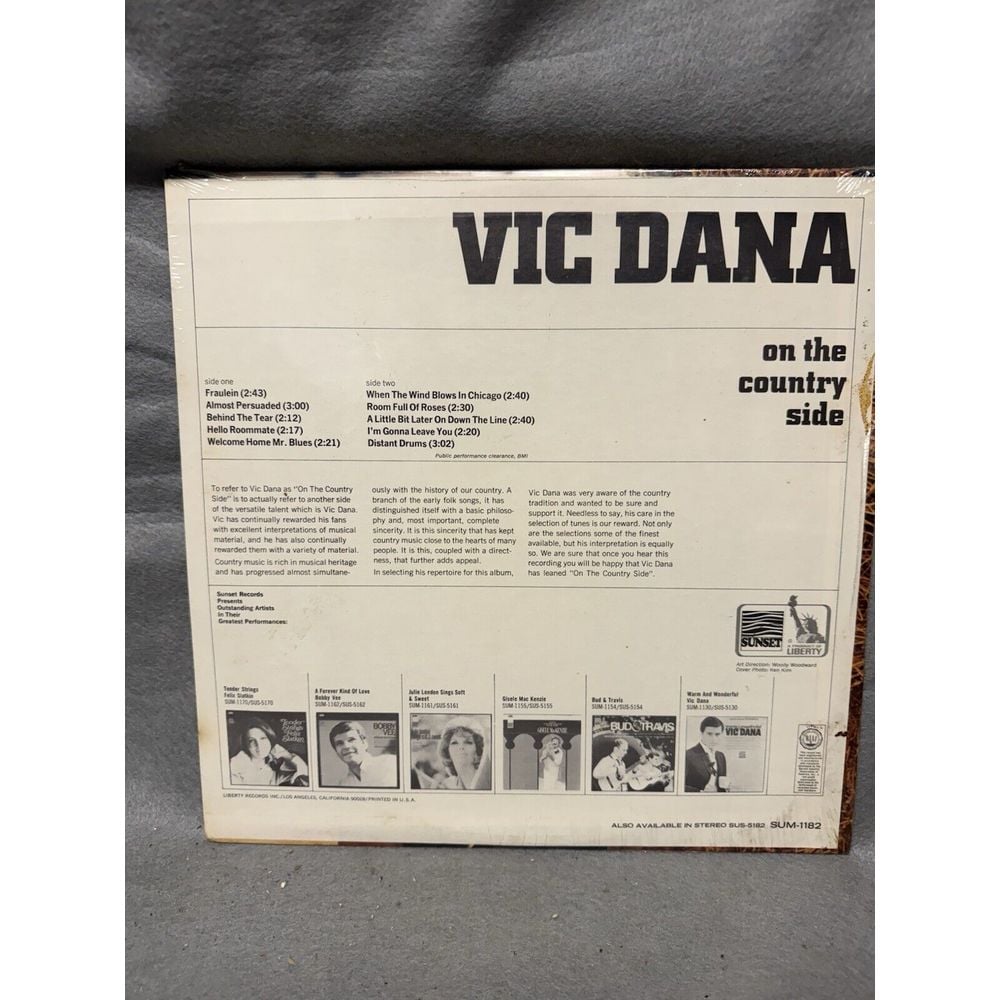 VIC DANA
on the
country
side
side one
Fraulein (2:43)
Almost Persuaded (3:00)
Behind The Tear (2:12)
Hello Roommate (2:17)
Welcome Home Mr. Blues (2:21)
side two
When The Wind Blows In Chicago (2:40)
Room Full Of Roses (2:30)
A Little Bit Later On Down The Line (2:40)
I'm Gonna Leave You (2:20)
Distant Drums (3:02)
Public performance clearance, BMI
To refer to Vic Dana as "On The Country
Side" is to actually refer to another side
of the versatile talent which is Vic Dana.
Vic has continually rewarded his fans
with excellent interpretations of musical
material, and he has also continually
rewarded them with a variety of material.
Country music is rich in musical heritage
and has progressed almost simultane-
ously with the history of our country. A
branch of the early folk songs, it has
distinguished itself with a basic philoso-
phy and, most important, complete
sincerity. It is this sincerity that has kept
country music close to the hearts of many
people. It is this, coupled with a direct-
ness, that further adds appeal.
In selecting his repertoire for this album,
Vic Dana was very aware of the country
tradition and wanted to be sure and
support it. Needless to say, his care in the
selection of tunes is our reward. Not only
are the selections some of the finest
available, but his interpretation is equally
so. We are sure that once you hear this
recording you will be happy that Vic Dana
has leaned "On The Country Side".
Sunset Records
Presents
Outstanding Artists
in Their
Greatest Performances:
SUNSET
A PRODUCT OF
LIBERTY
Art Direction: Woody Woodward
Cover Photo: Ken Kim
Tender Strings
Felix Slatkin
SUM-1170/SUS-5170
A Forever Kind Of Love
Bobby Vee
SUM-1162/SUS-5162
Julie London Sings Soft
& Sweet
SUM-1161/SUS-5161
Gisele Mac Kenzie
SUM-1155/SUS-5155
Bud & Travis
SUM-1154/SUS-5154
Warm And Wonderful
Vic Dana
SUM-1130/SUS-5130
Tender
Strings
Felix
Slatkin
BOBBY
VEE
GISELE MacKENZIE
BUD & TRAVIS
VIC DANA
LIBERTY RECORDS INC./LOS ANGELES, CALIFORNIA 90028/PRINTED IN U.S.A.
ALSO AVAILABLE IN STEREO SUS-5182 SUM-1182